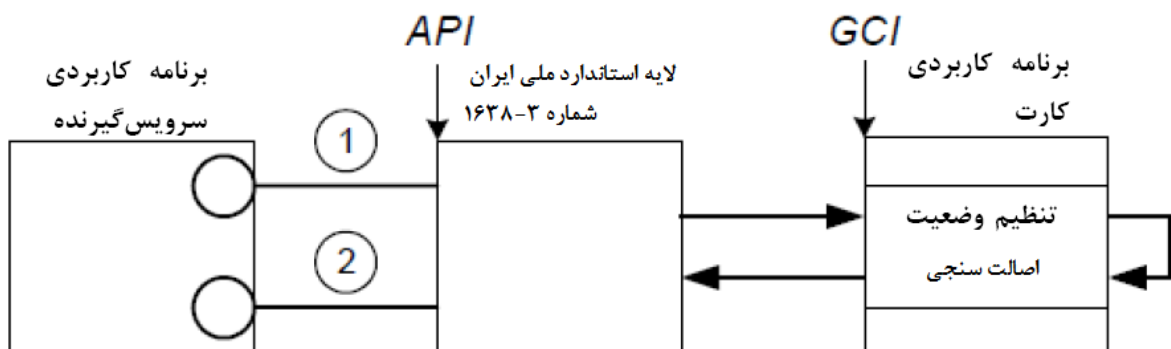 API
GCI
برنامه کاربردی
سرویس‌گیرنده
لایه استاندارد ملی ایران
شماره ۳-۱۶۳۸
برنامه کاربردی
کارت
1
2
تنظیم وضعیت
اصالت سنجی